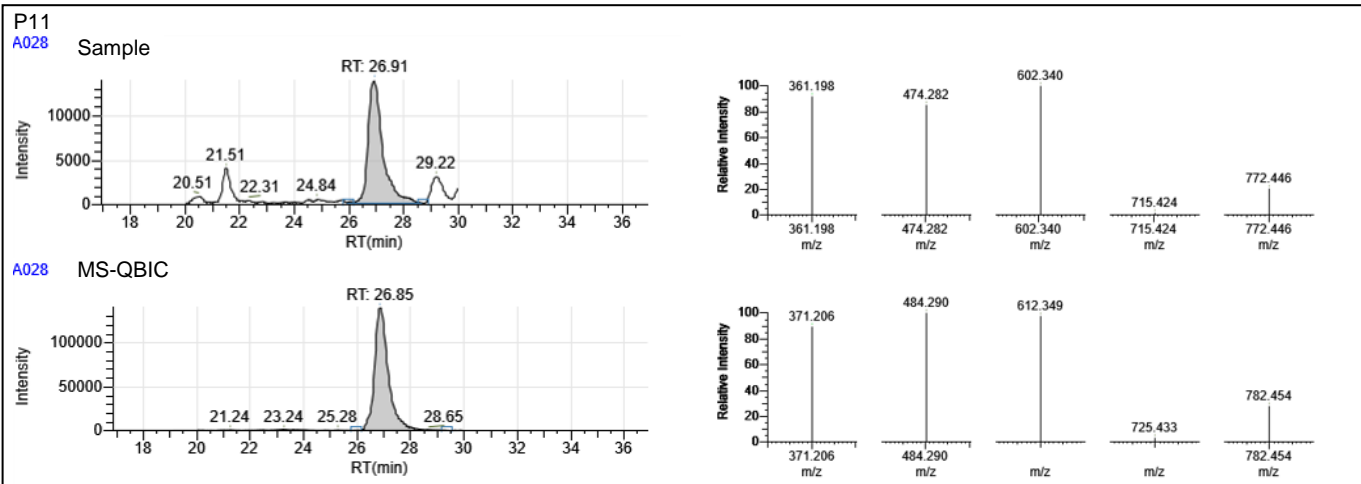 P11
A028 Sample
RT: 26.91
10000
5000
0
Intensity
20.51
21.51
22.31
24.84
29.22
18 20 22 24 26 28 30 32 34 36
RT(min)
Relative Intensity
100
80
60
40
20
0
361.198
474.282
602.340
715.424
772.446
361.198 474.282 602.340 715.424 772.446
m/z m/z m/z m/z m/z
A028 MS-QBIC
RT: 26.85
100000
50000
0
Intensity
21.24 23.24 25.28 28.65
18 20 22 24 26 28 30 32 34 36
RT(min)
Relative Intensity
100
80
60
40
20
0
371.206
484.290
612.349
725.433
782.454
371.206 484.290 782.454
m/z m/z m/z m/z m/z